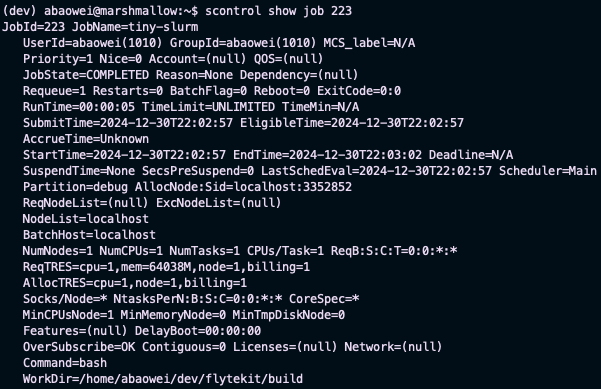 (dev) abaowei@marshmallow:~$ scontrol show job 223
JobId=223 JobName=tiny-slurm
UserId=abaowei(1010) GroupId=abaowei(1010) MCS_label=N/A
Priority=1 Nice=0 Account=(null) QOS=(null)
JobState=COMPLETED Reason=None Dependency=(null)
Requeue=1 Restarts=0 BatchFlag=0 Reboot=0 ExitCode=0:0
RunTime=00:00:05 TimeLimit=UNLIMITED TimeMin=N/A
SubmitTime=2024-12-30T22:02:57 EligibleTime=2024-12-30T22:02:57
AccrueTime=Unknown
StartTime=2024-12-30T22:02:57 EndTime=2024-12-30T22:03:02 Deadline=N/A
SuspendTime=None SecsPreSuspend=0 LastSchedEval=2024-12-30T22:02:57 Scheduler=Main
Partition=debug AllocNode:Sid=localhost:3352852
ReqNodeList=(null) ExcNodeList=(null)
NodeList=localhost
BatchHost=localhost
NumNodes=1 NumCPUs=1 NumTasks=1 CPUs/Task=1 ReqB:S:C:T=0:0:*:*
ReqTRES=cpu=1,mem=64038M,node=1,billing=1
AllocTRES=cpu=1,node=1,billing=1
Socks/Node=* NtasksPerN:B:S:C=0:0:*:* CoreSpec=*
MinCPUsNode=1 MinMemoryNode=0 MinTmpDiskNode=0
Features=(null) DelayBoot=00:00:00
OverSubscribe=OK Contiguous=0 Licenses=(null) Network=(null)
Command=bash
WorkDir=/home/abaowei/dev/flytekit/build